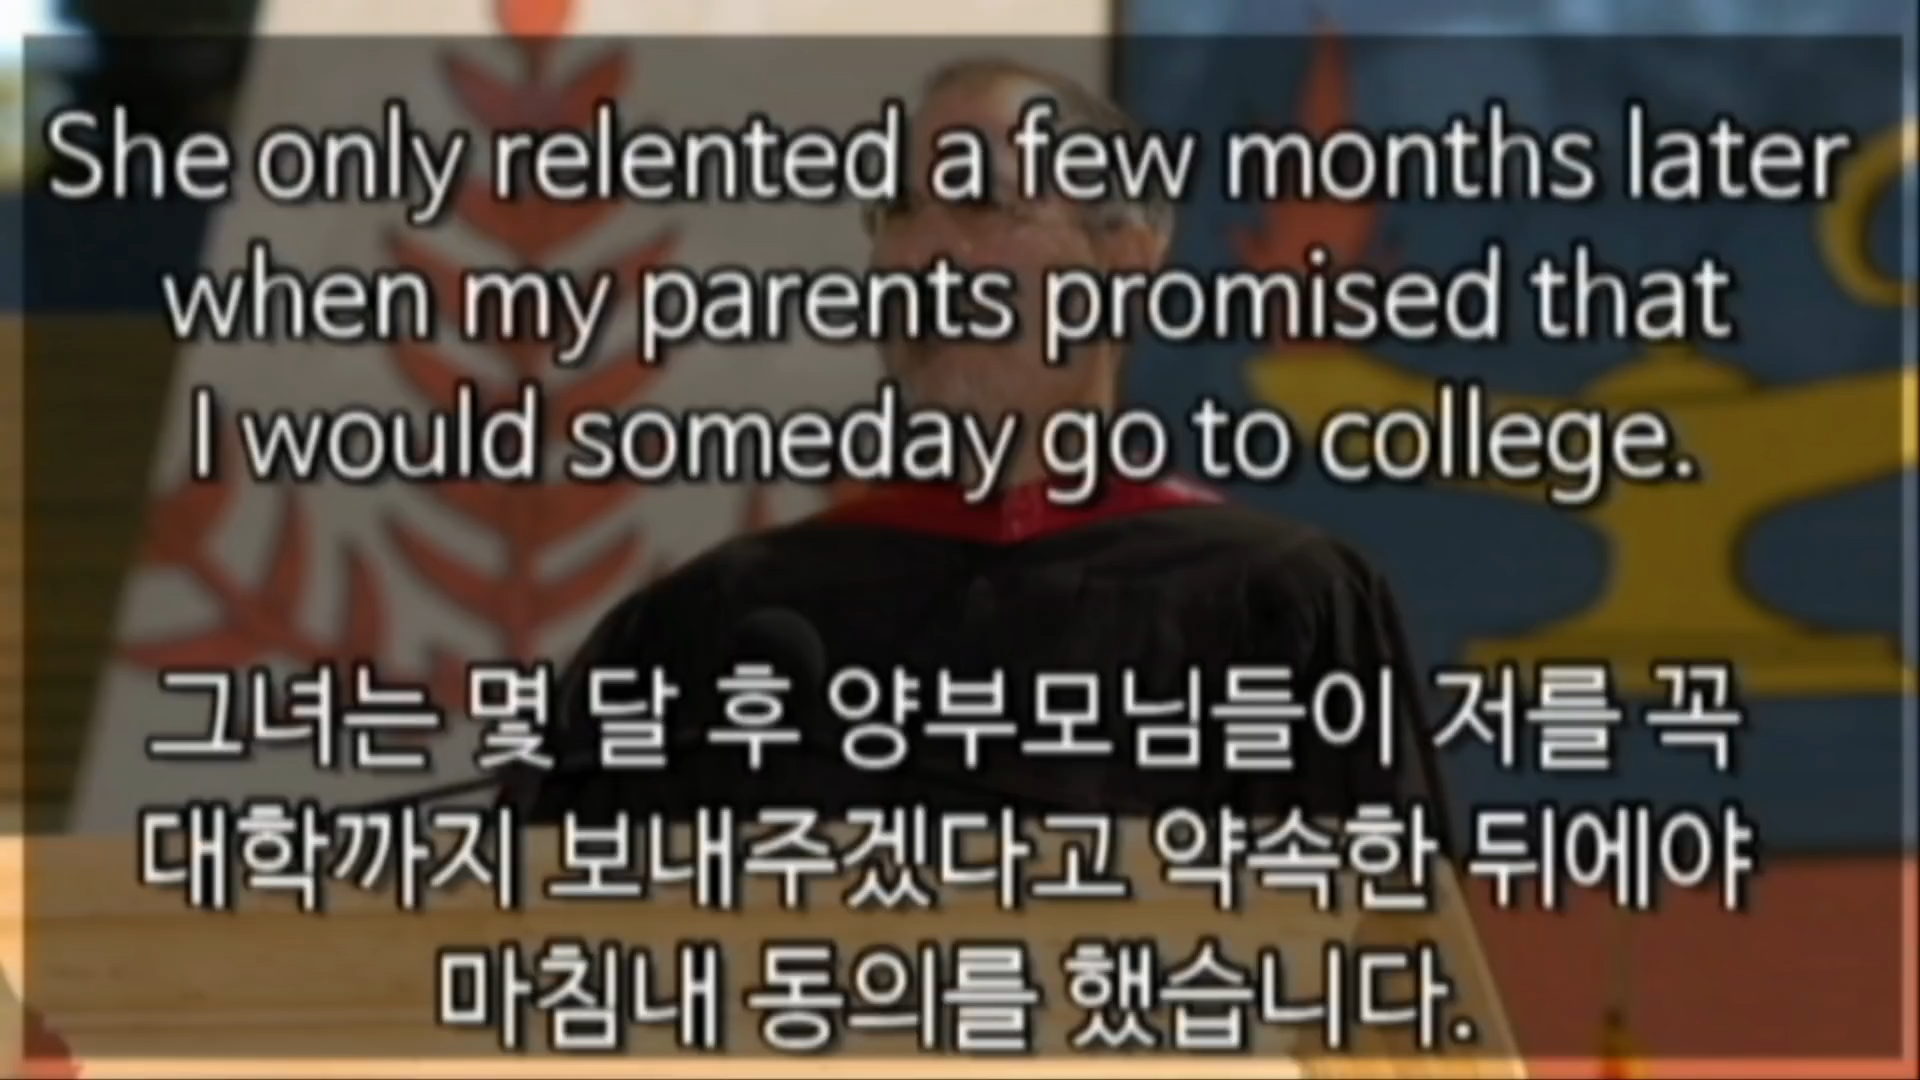 She only relented a few months later
when my parents promised that
I would someday go to college.
그녀는 몇 달 후 양부모님들이 저를 꼭
대학까지 보내주겠다고 약속한 뒤에야
마침내 동의를 했습니다.